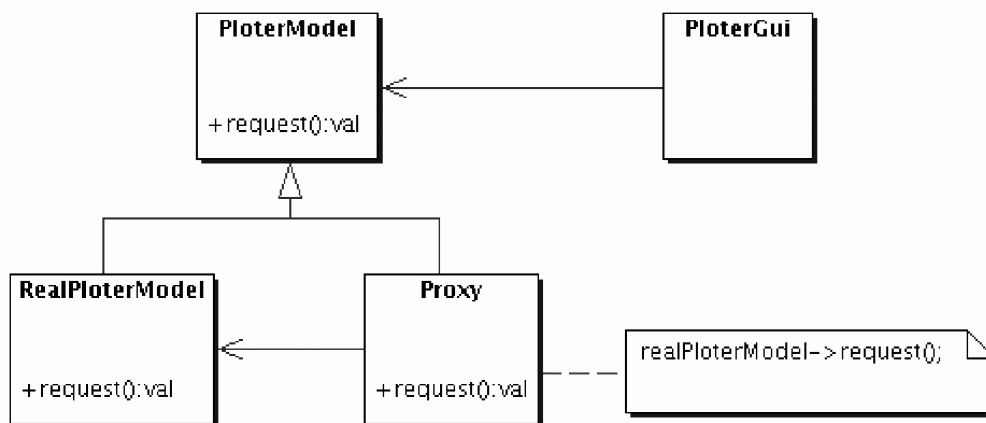 PloterModel
+request():val
PloterGui
RealPloterModel
+request():val
Proxy
+request():val
realPloterModel->request();